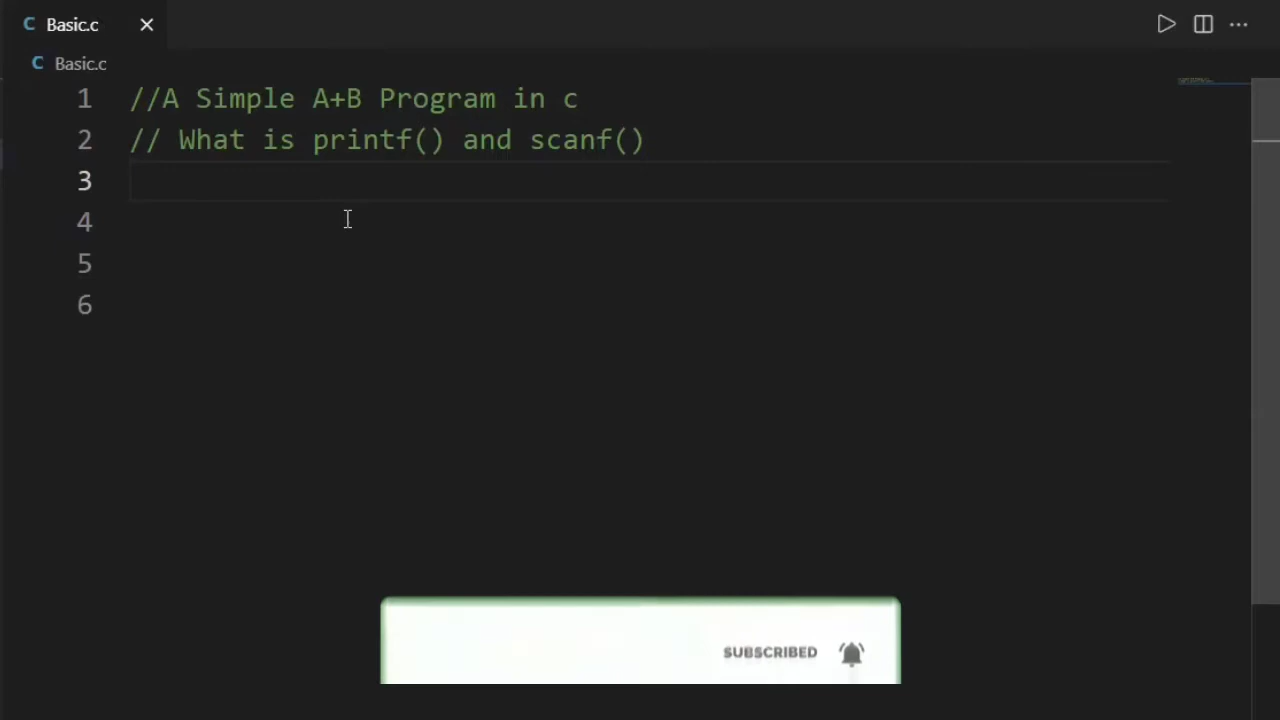 C Basic.c ×
C Basic.c
1 //A Simple A+B Program in c
2 // What is printf() and scanf()
3
4
5
6
SUBSCRIBED